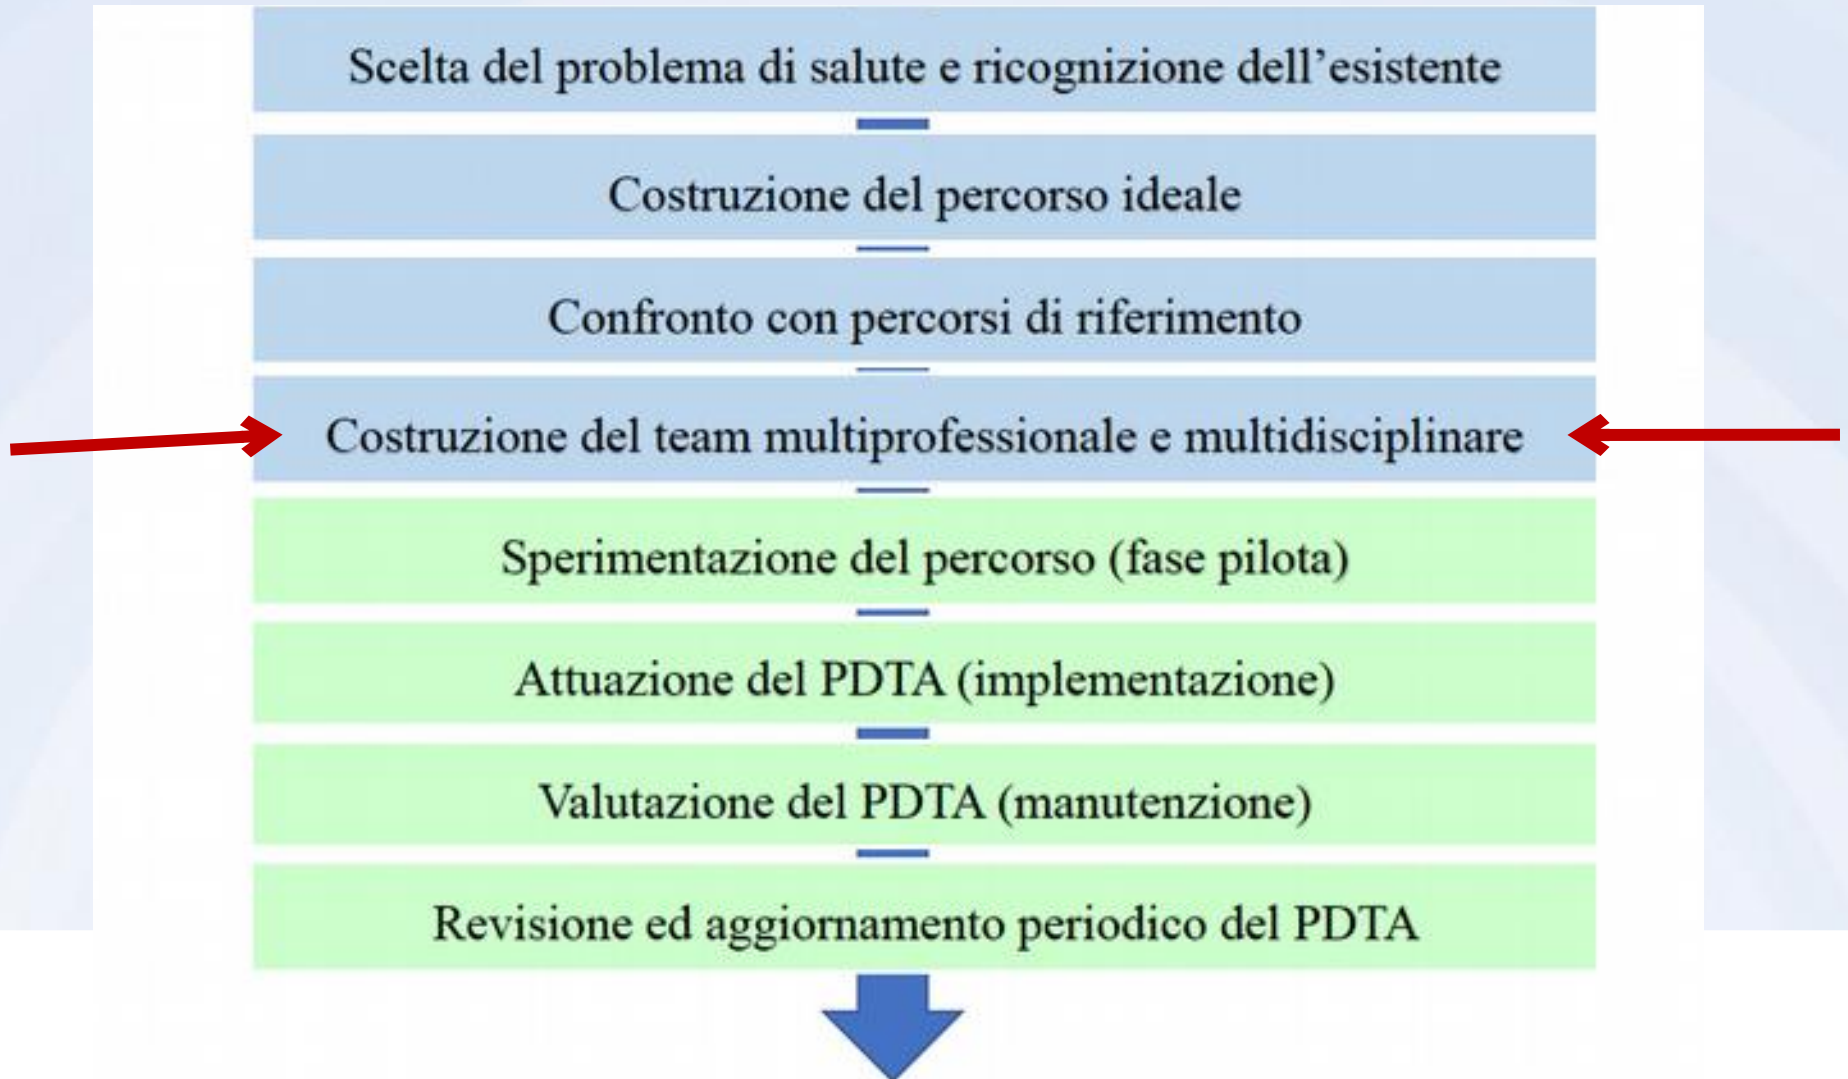 Scelta del problema di salute e ricognizione dell’esistente
Costruzione del percorso ideale
Confronto con percorsi di riferimento
Costruzione del team multiprofessionale e multidisciplinare
Sperimentazione del percorso (fase pilota)
Attuazione del PDTA (implementazione)
Valutazione del PDTA (manutenzione)
Revisione ed aggiornamento periodico del PDTA